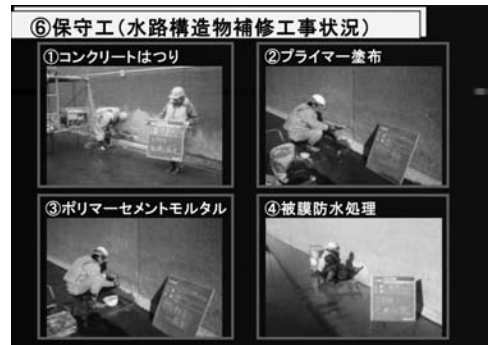 ⑥保守工(水路構造物補修工事状況)
①コンクリートはつり
②プライマー塗布
③ポリマーセメントモルタル
④被膜防水処理